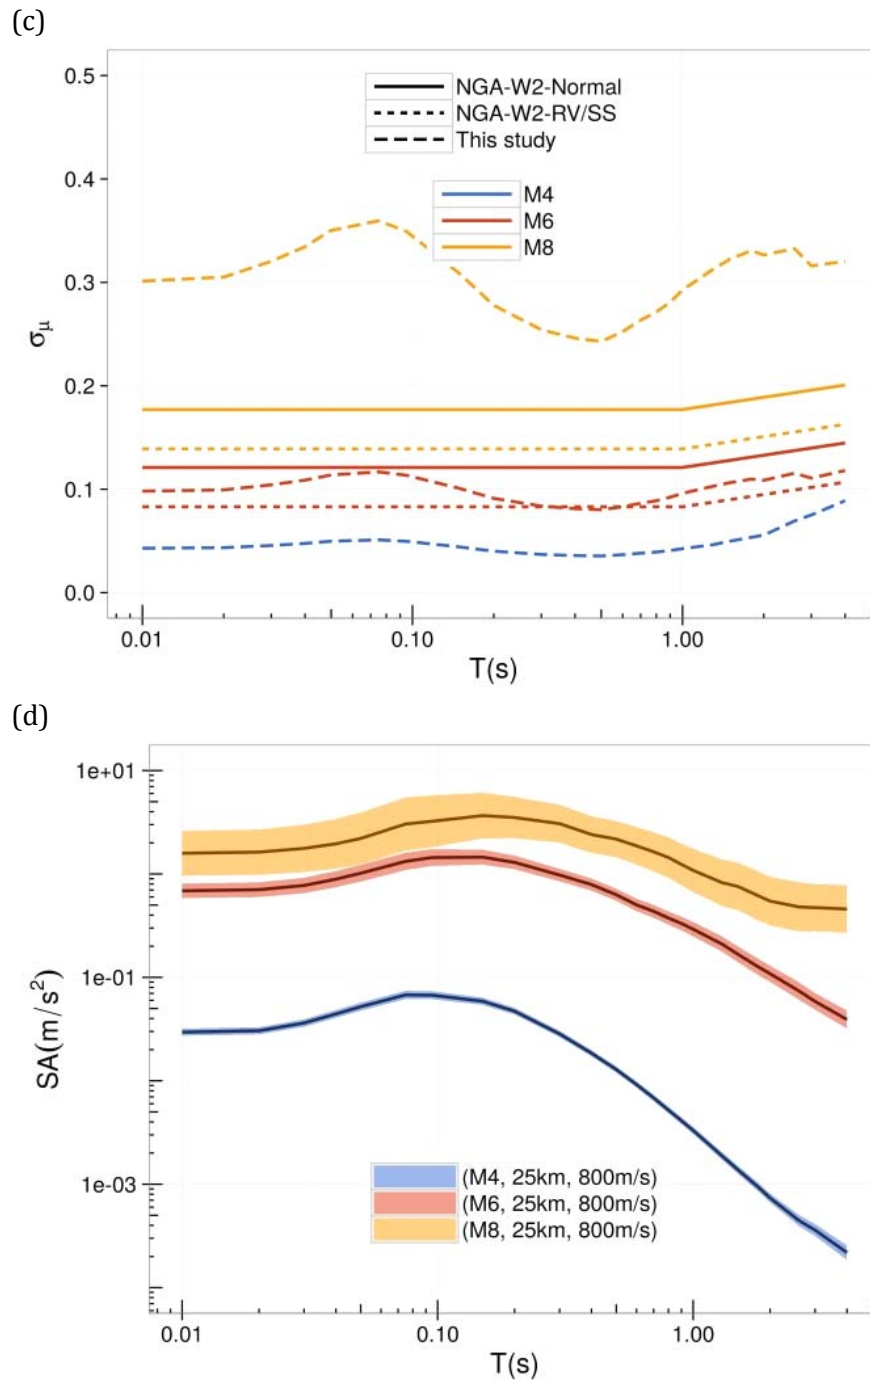 (c)
0.5
NGA-W2-Normal
NGA-W2-RV/SS
This study
0.4
M4
M6
M8
0.3
σμ
0.2
0.1
0.0
0.01
0.10
1.00
T(s)
(d)
1e+01
1e-01
SA(m/s²)
(M4, 25km, 800m/s)
1e-03
(M6, 25km, 800m/s)
(M8, 25km, 800m/s)
0.01
0.10
1.00
T(s)